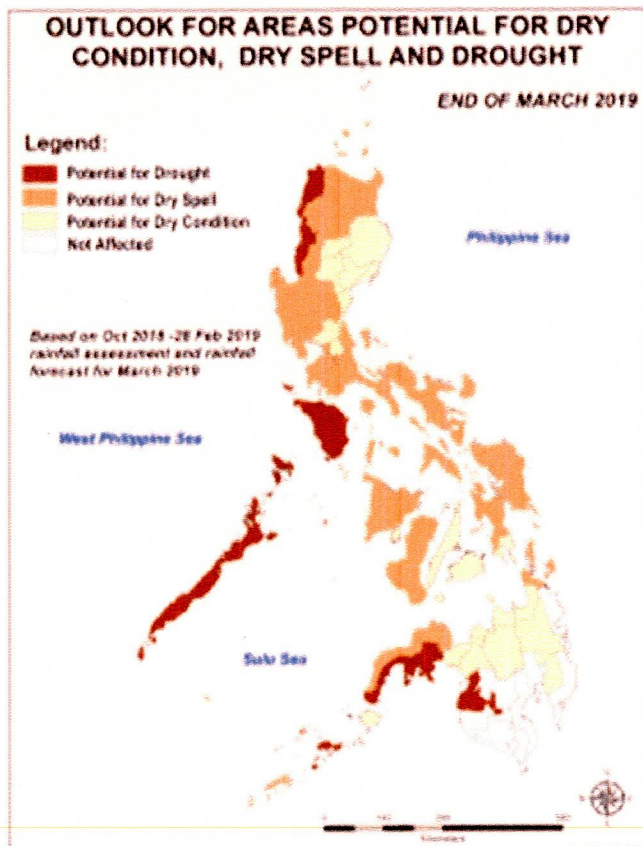 OUTLOOK FOR AREAS POTENTIAL FOR DRY
CONDITION, DRY SPELL AND DROUGHT
END OF MARCH 2019
Legend:
Potential for Drought
Potential for Dry Spell
Potential for Dry Condition
Not Affected
Philippine Sea
Based on Oct 2018 -28 Feb 2019
rainfall assessment and rainfall
forecast for March 2019
West Philippine Sea
Sulu Sea
0
Kilometers